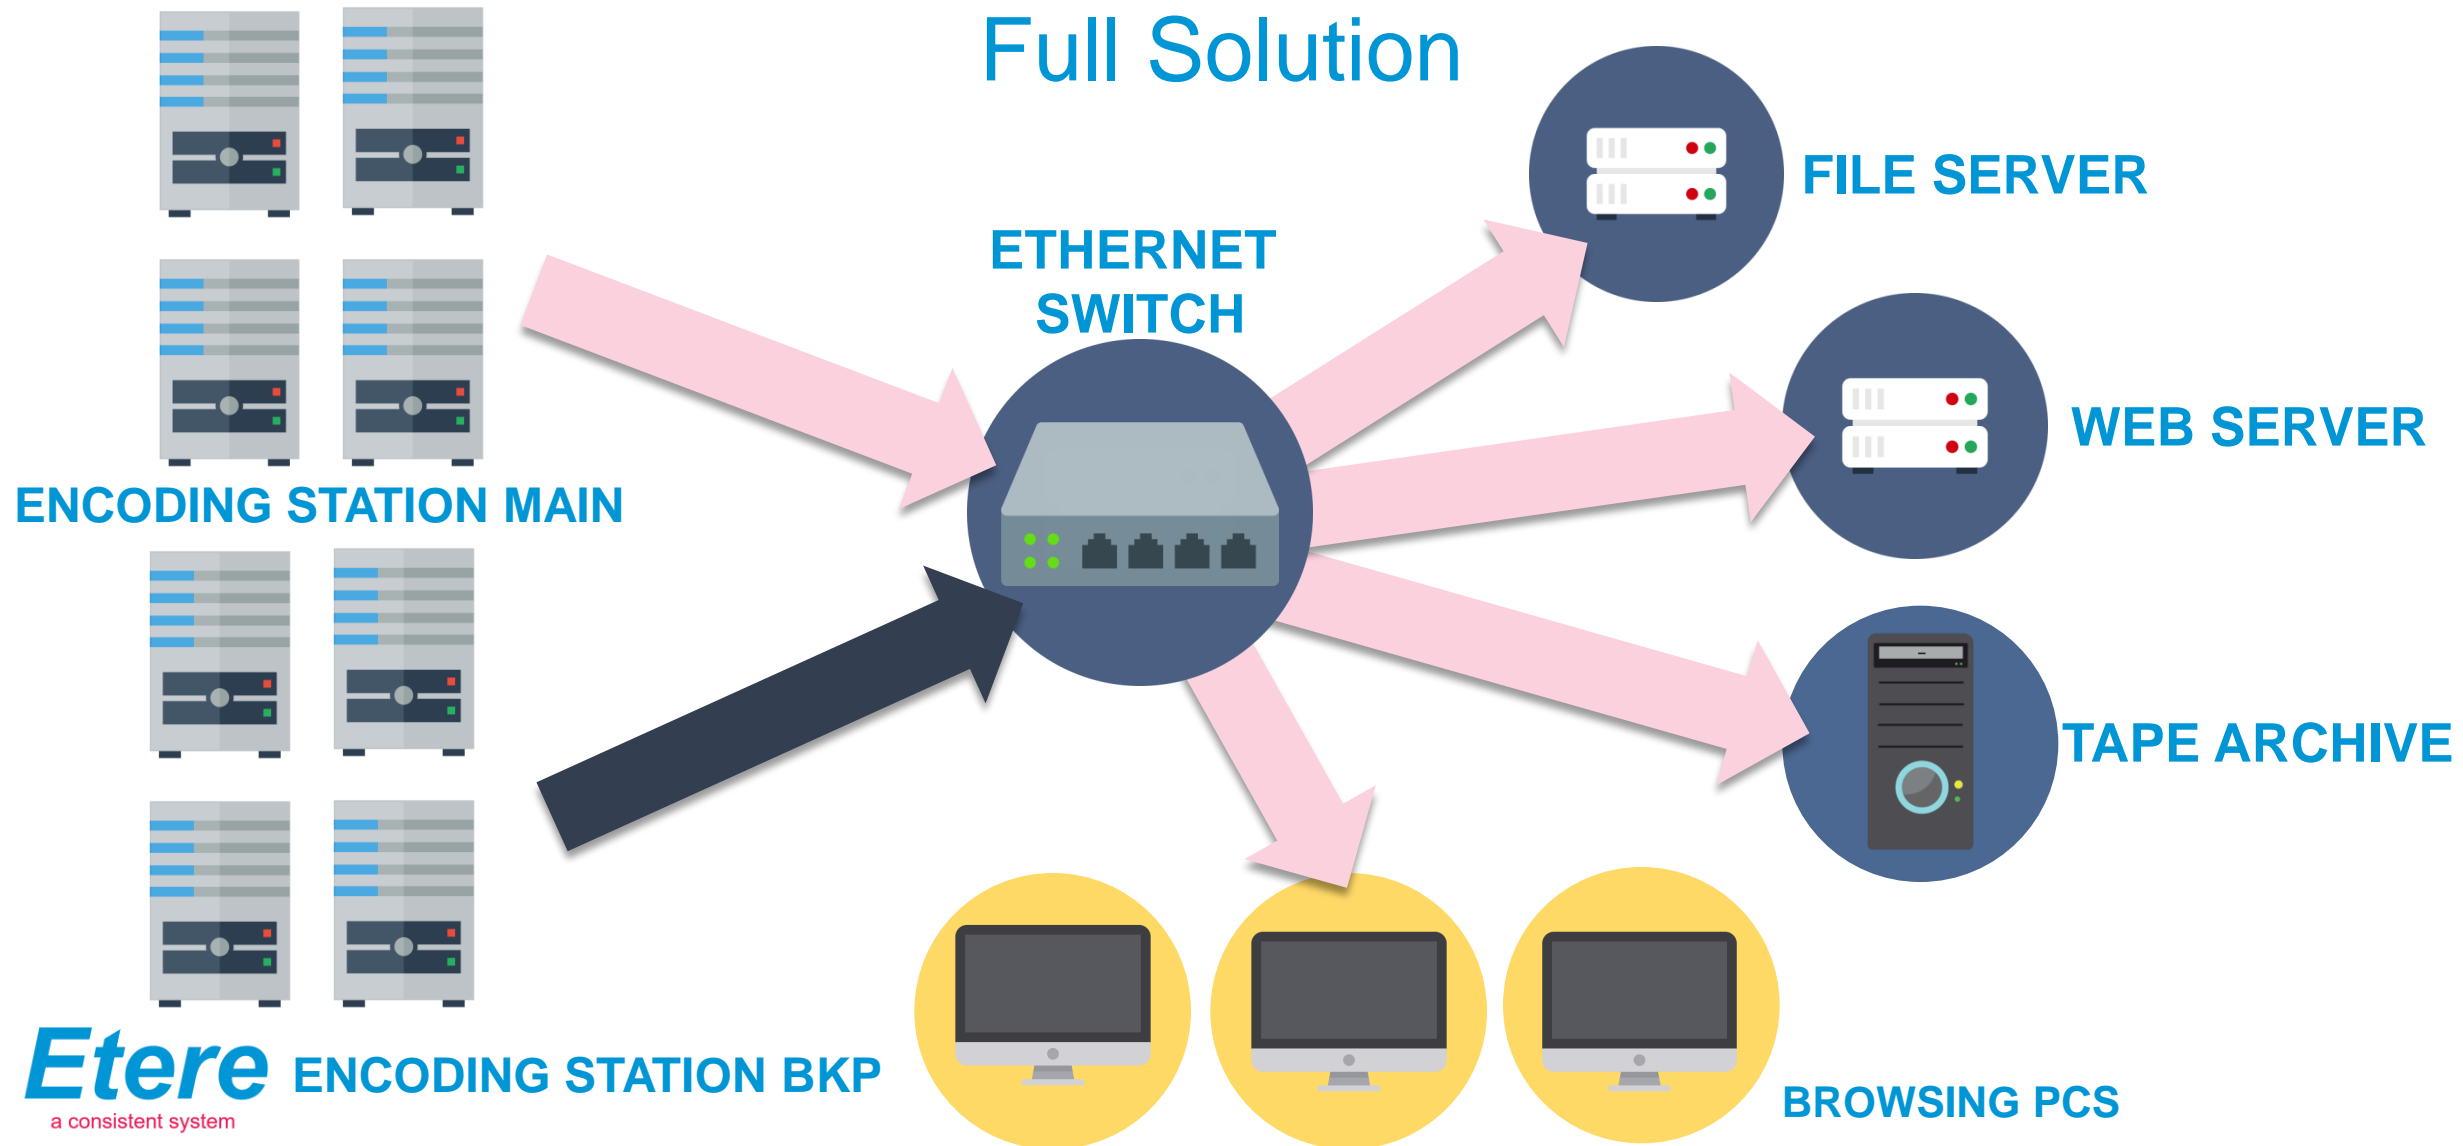 Full Solution
FILE SERVER
ETHERNET
SWITCH
WEB SERVER
ENCODING STATION MAIN
TAPE ARCHIVE
Etere
a consistent system
ENCODING STATION BKP
BROWSING PCS